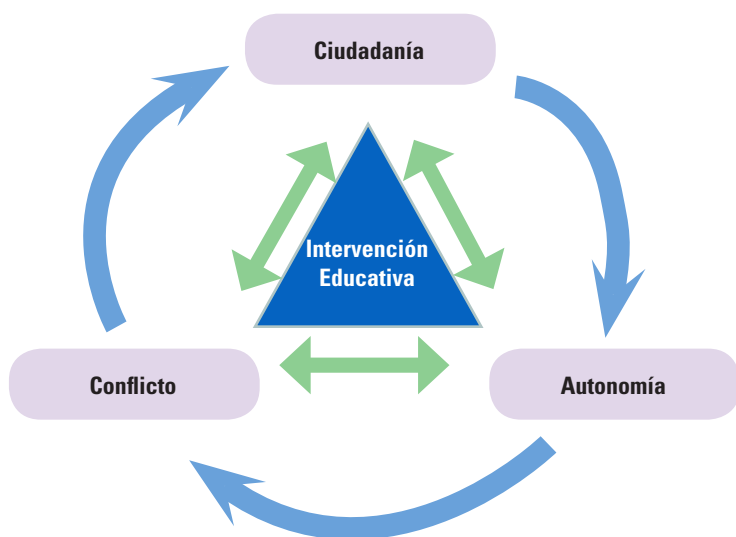 Ciudadanía
Intervención
Educativa
Conflicto
Autonomía